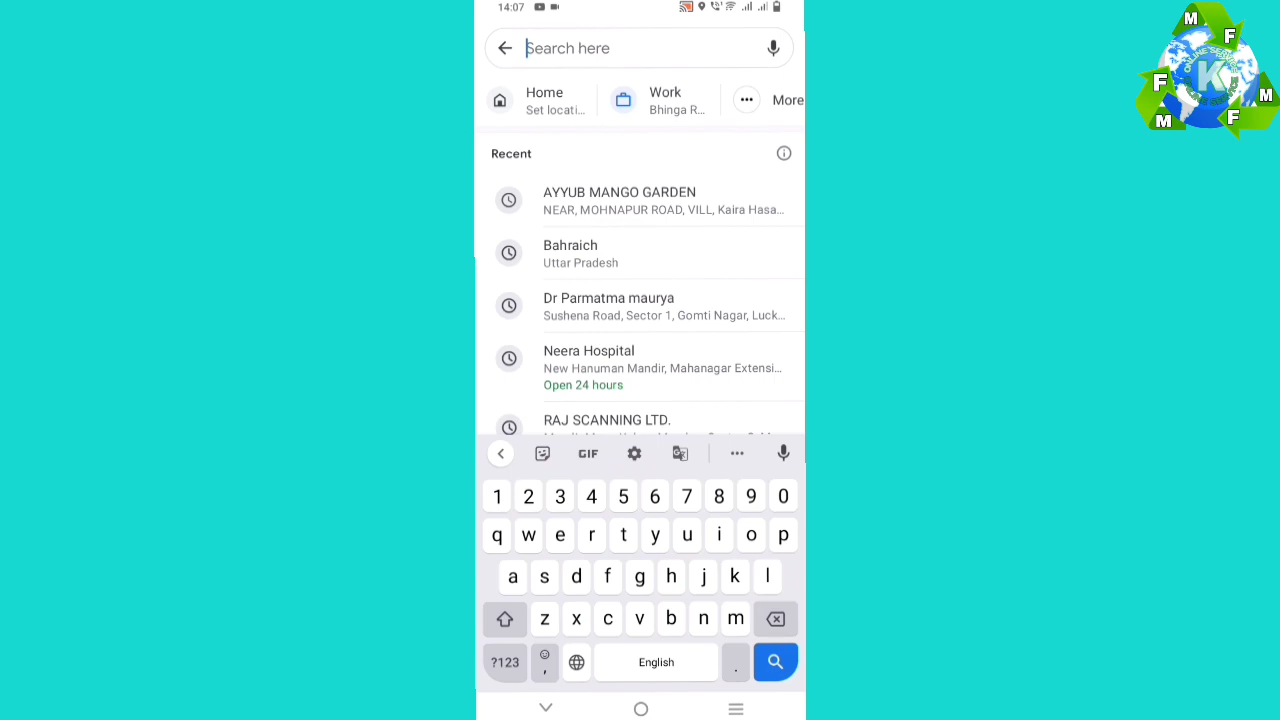 14:07
Search here
Home
Set locati...
Work
Bhinga R...
More
Recent
AYYUB MANGO GARDEN
NEAR, MOHNAPUR ROAD, VILL, Kaira Hasa...
Bahraich
Uttar Pradesh
Dr Parmatma maurya
Sushena Road, Sector 1, Gomti Nagar, Luck...
Neera Hospital
New Hanuman Mandir, Mahanagar Extensi...
Open 24 hours
RAJ SCANNING LTD.
GIF
1 2 3 4 5 6 7 8 9 0
q w e r t y u i o p
a s d f g h j k l
z x c v b n m
?123 , English .
M F
F K M
M F